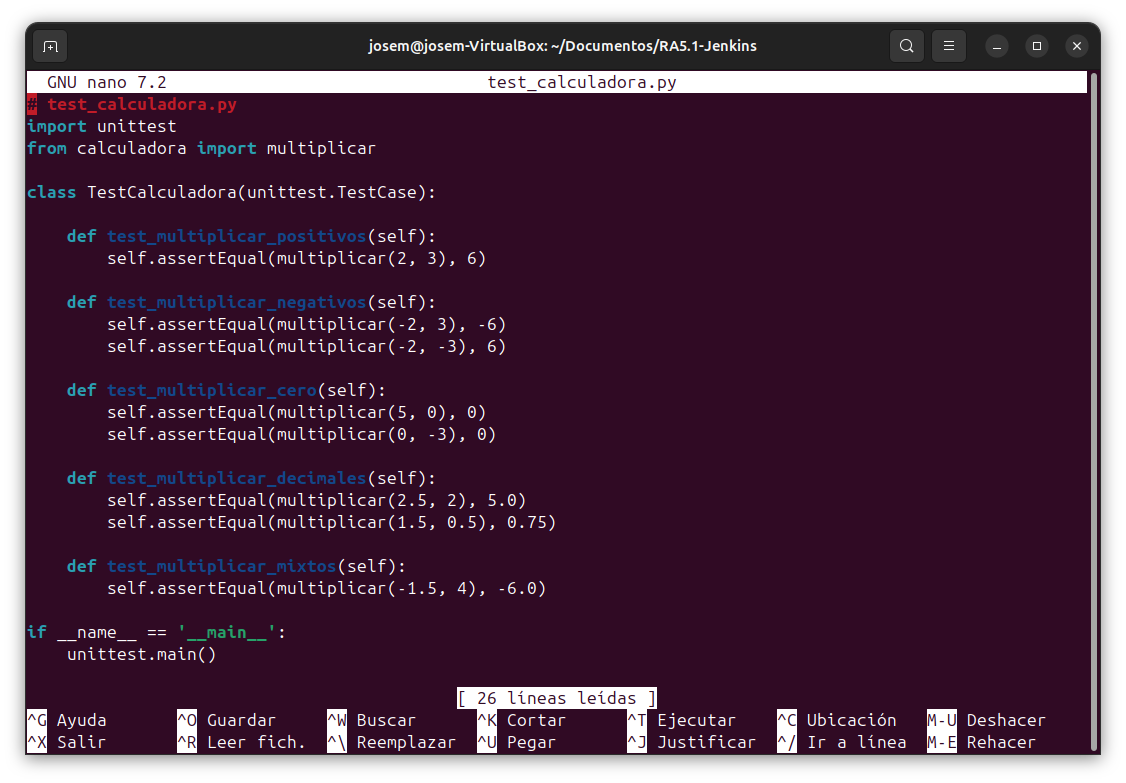 josem@josem-VirtualBox: ~/Documentos/RA5.1-Jenkins
GNU nano 7.2 test_calculadora.py
# test_calculadora.py
import unittest
from calculadora import multiplicar

class TestCalculadora(unittest.TestCase):

    def test_multiplicar_positivos(self):
        self.assertEqual(multiplicar(2, 3), 6)

    def test_multiplicar_negativos(self):
        self.assertEqual(multiplicar(-2, 3), -6)
        self.assertEqual(multiplicar(-2, -3), 6)

    def test_multiplicar_cero(self):
        self.assertEqual(multiplicar(5, 0), 0)
        self.assertEqual(multiplicar(0, -3), 0)

    def test_multiplicar_decimales(self):
        self.assertEqual(multiplicar(2.5, 2), 5.0)
        self.assertEqual(multiplicar(1.5, 0.5), 0.75)

    def test_multiplicar_mixtos(self):
        self.assertEqual(multiplicar(-1.5, 4), -6.0)

if __name__ == '__main__':
    unittest.main()

[ 26 líneas leídas ]
^G Ayuda ^O Guardar ^W Buscar ^K Cortar ^T Ejecutar ^C Ubicación M-U Deshacer
^X Salir ^R Leer fich. ^\ Reemplazar ^U Pegar ^J Justificar ^/ Ir a línea M-E Rehacer